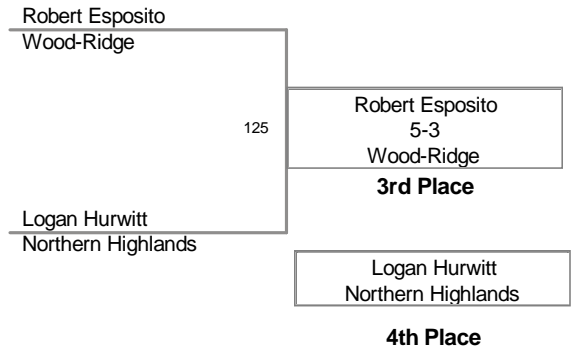 Robert Esposito
Wood-Ridge
125
Robert Esposito
5-3
Wood-Ridge
3rd Place
Logan Hurwitt
Northern Highlands
Logan Hurwitt
Northern Highlands
4th Place